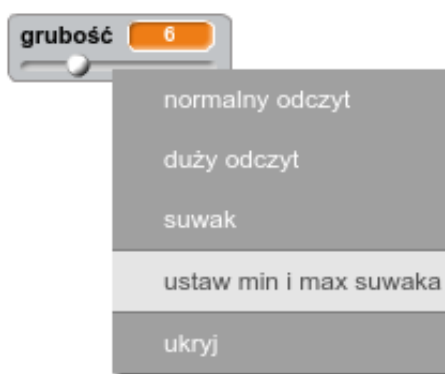 grubość 6
normalny odczyt
duży odczyt
suwak
ustaw min i max suwaka
ukryj